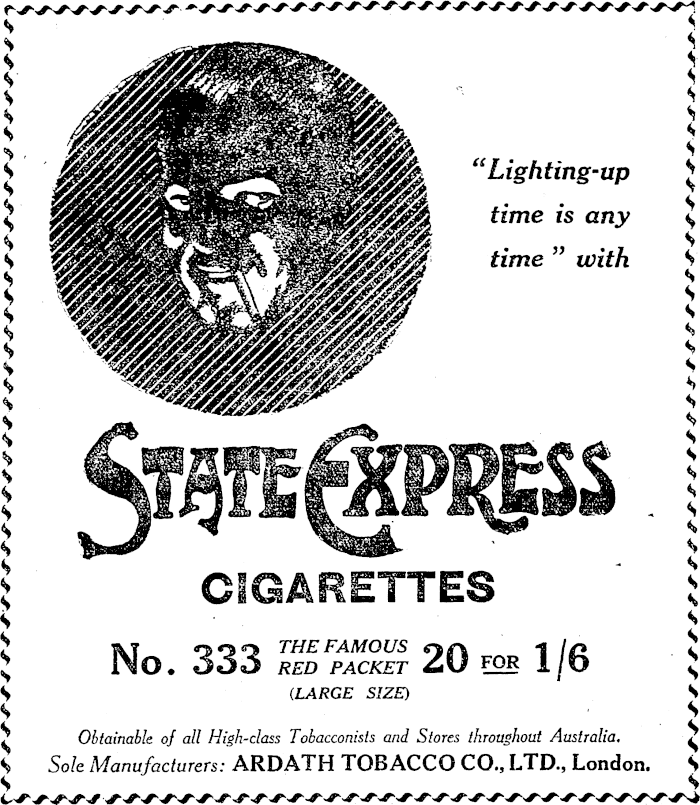 “Lighting-up
time is any
time” with
STATE EXPRESS
CIGARETTES
No. 333 THE FAMOUS RED PACKET (LARGE SIZE) 20 FOR 1/6
Obtainable of all High-class Tobacconists and Stores throughout Australia.
Sole Manufacturers: ARDATH TOBACCO CO., LTD., London.